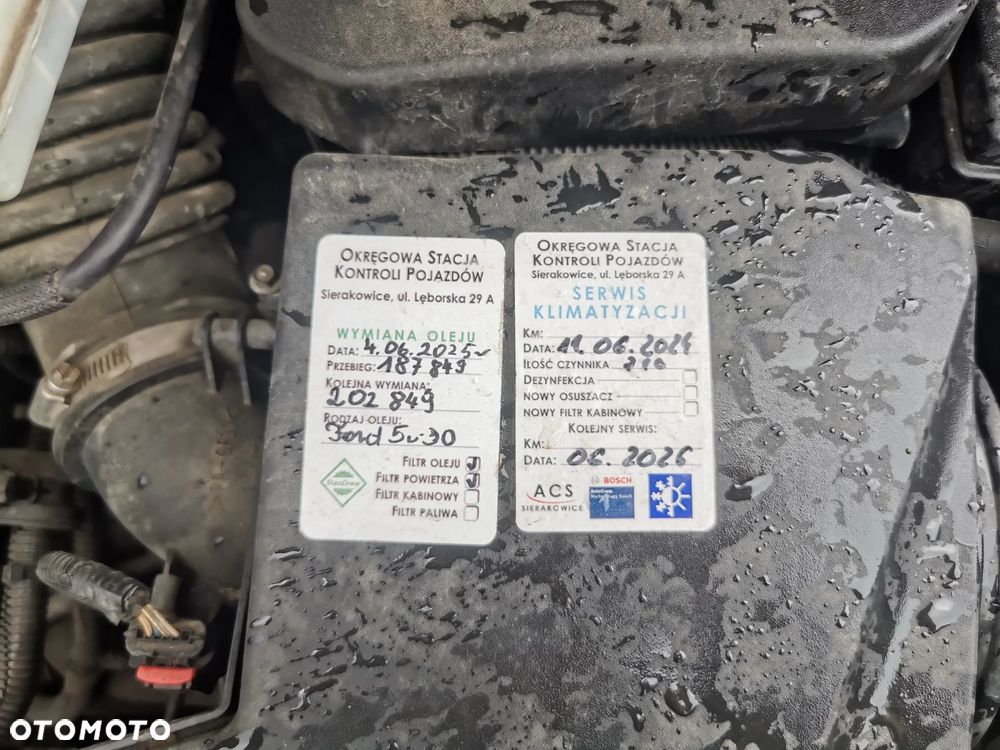 OKRĘGOWA STACJA
KONTROLI POJAZDÓW
Sierakowice, ul. Lęborska 29 A
WYMIANA OLEJU
DATA: 4.06.2025r
PRZEBIEG: 187849
KOLEJNA WYMIANA:
202 849
RODZAJ OLEJU:
Ford 5w30
FILTR OLEJU
FILTR POWIETRZA
FILTR KABINOWY
FILTR PALIWA
StanDrew
OKRĘGOWA STACJA
KONTROLI POJAZDÓW
Sierakowice, ul. Lęborska 29 A
SERWIS
KLIMATYZACJI
KM:
DATA: 11.06.2024
ILOŚĆ CZYNNIKA
DEZYNFEKCJA
NOWY OSUSZACZ
NOWY FILTR KABINOWY
KOLEJNY SERWIS:
KM:
DATA: 06.2026
ACS
SIERAKOWICE
BOSCH
OTOMOTO